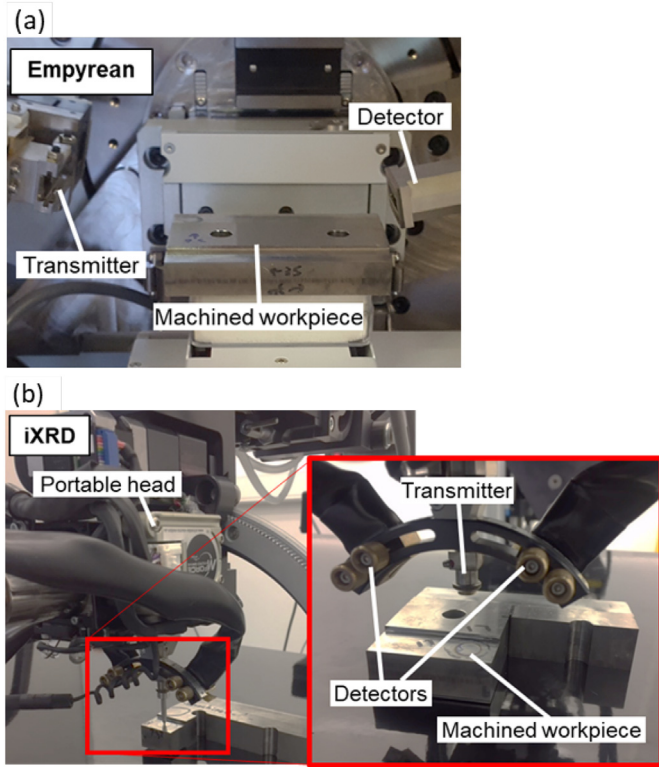 (a)
Empyrean
Detector
Transmitter
Machined workpiece
(b)
iXRD
Portable head
Transmitter
Detectors
Machined workpiece